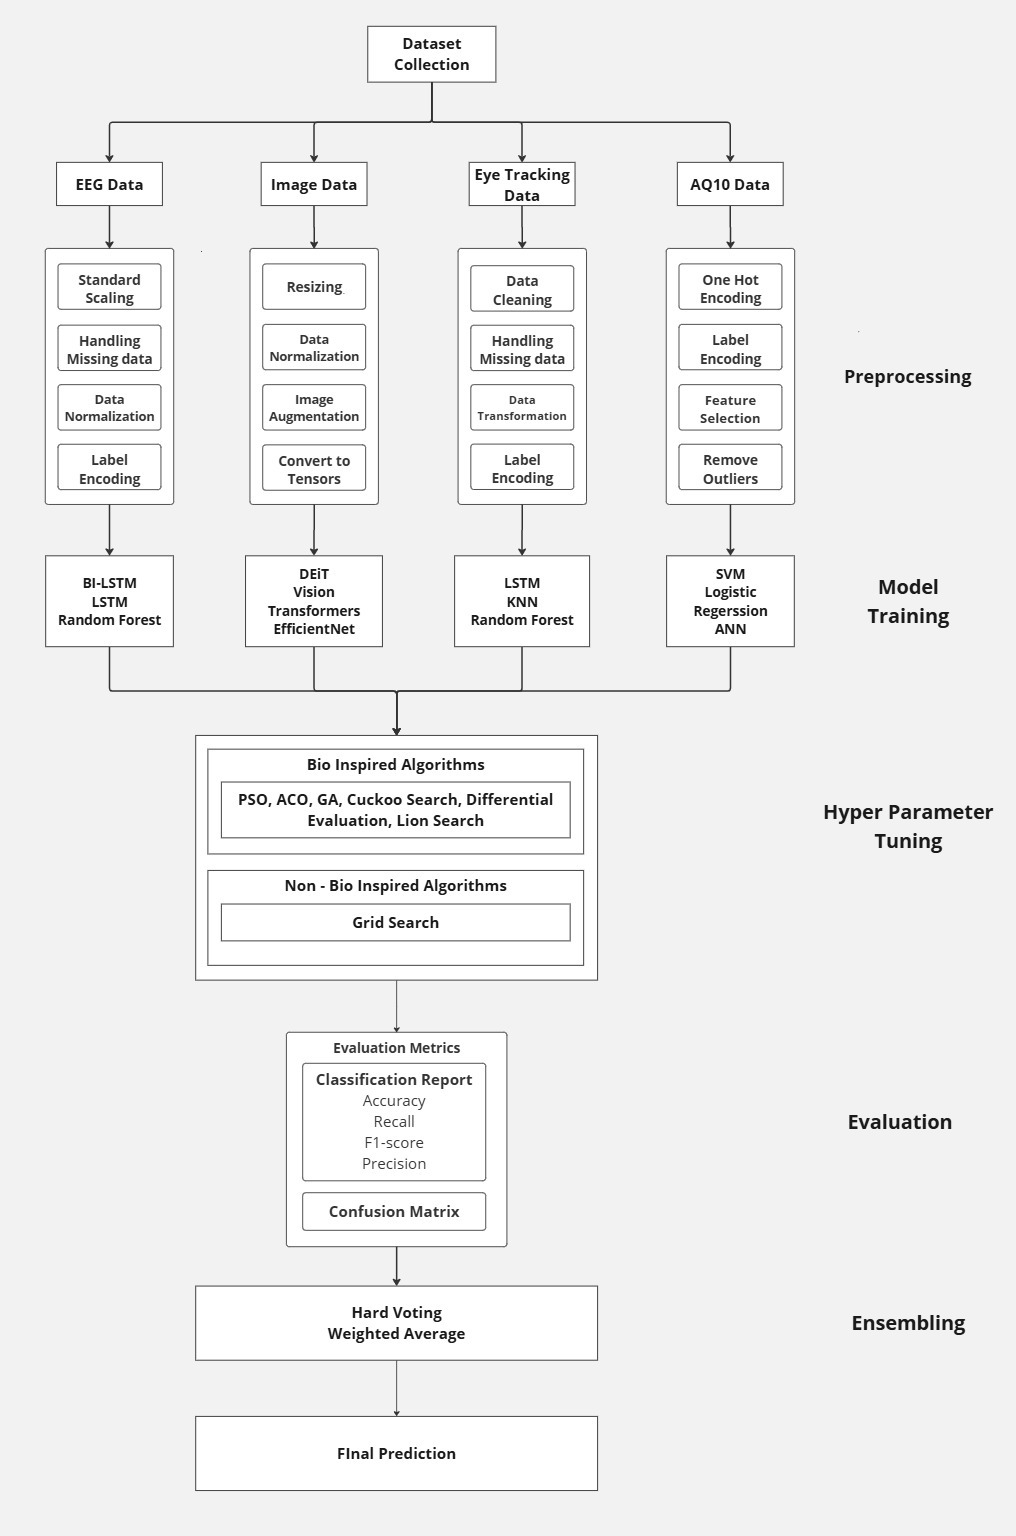 Dataset
Collection
EEG Data
Image Data
Eye Tracking
Data
AQ10 Data
Standard
Scaling
Handling
Missing data
Data
Normalization
Label
Encoding
Resizing
Data
Normalization
Image
Augmentation
Convert to
Tensors
Data
Cleaning
Handling
Missing data
Data
Transformation
Label
Encoding
One Hot
Encoding
Label
Encoding
Feature
Selection
Remove
Outliers
Preprocessing
BI-LSTM
LSTM
Random Forest
DEiT
Vision
Transformers
EfficientNet
LSTM
KNN
Random Forest
SVM
Logistic
Regerssion
ANN
Model
Training
Bio Inspired Algorithms
PSO, ACO, GA, Cuckoo Search, Differential
Evaluation, Lion Search
Non - Bio Inspired Algorithms
Grid Search
Hyper Parameter
Tuning
Evaluation Metrics
Classification Report
Accuracy
Recall
F1-score
Precision
Confusion Matrix
Evaluation
Hard Voting
Weighted Average
Ensembling
FInal Prediction